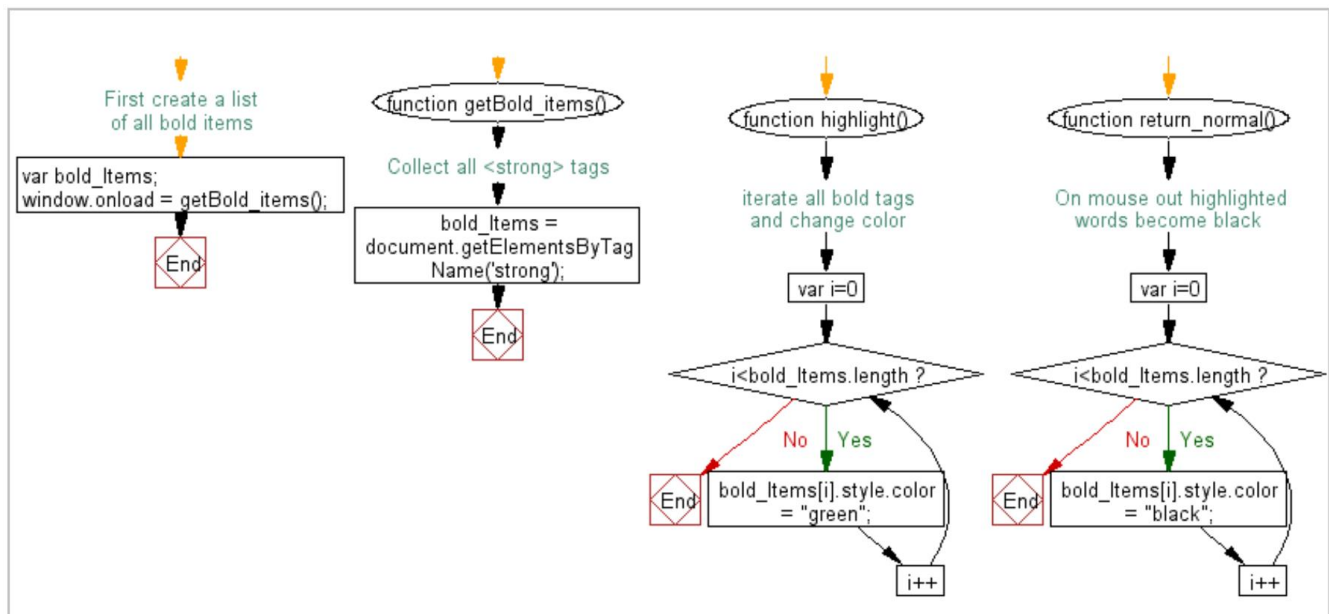 First create a list
of all bold items
var bold_Items;
window.onload = getBold_items();
End
function getBold_items()
Collect all <strong> tags
bold_Items =
document.getElementsByTag
Name('strong');
End
function highlight()
iterate all bold tags
and change color
var i=0
i<bold_Items.length ?
No
Yes
End
bold_Items[i].style.color
= "green";
i++
function return_normal()
On mouse out highlighted
words become black
var i=0
i<bold_Items.length ?
No
Yes
End
bold_Items[i].style.color
= "black";
i++